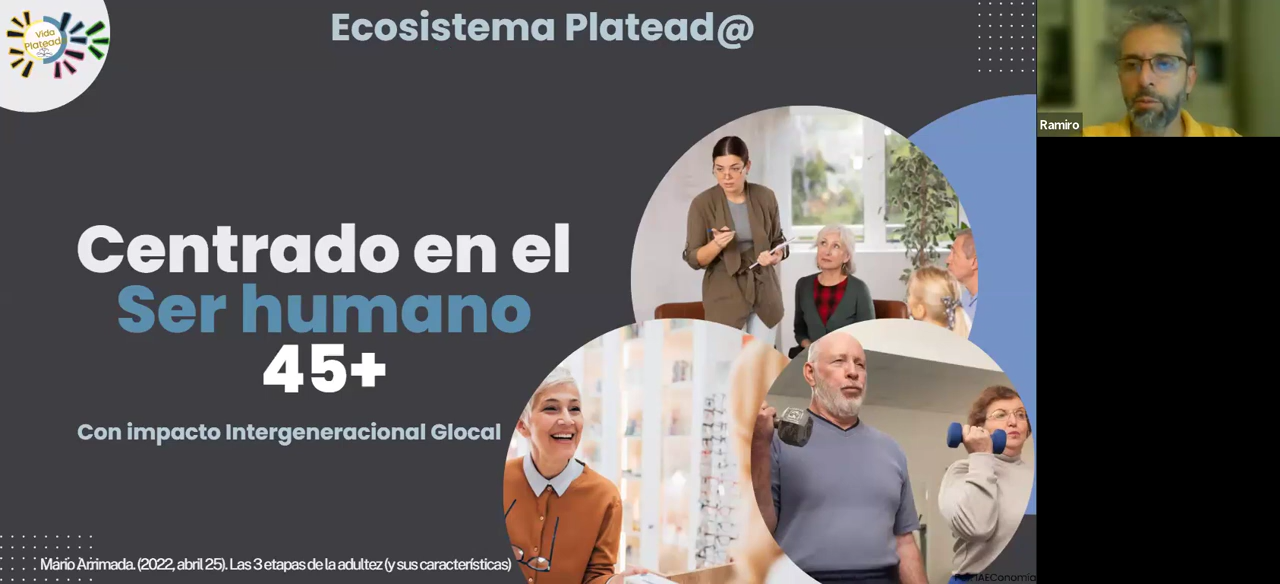 Ecosistema Platead@
Vida
Platead
Ramiro
Centrado en el
Ser humano
45+
Con impacto Intergeneracional Glocal
Mario Arrimada. (2022, abril 25). Las 3 etapas de la adultez (y sus características)
IAEConomía